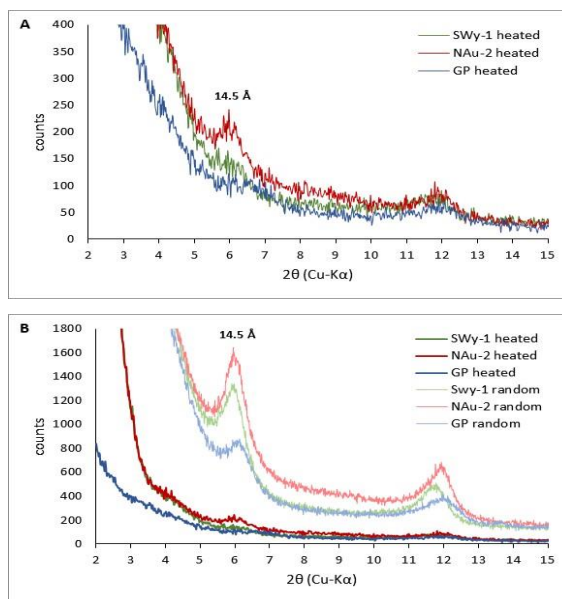 A
400
350
300
250
200
150
100
50
0
counts
14.5 Å
SWy-1 heated
NAu-2 heated
GP heated
2 3 4 5 6 7 8 9 10 11 12 13 14 15
2θ (Cu-Kα)
B
1800
1600
1400
1200
1000
800
600
400
200
0
counts
14.5 Å
SWy-1 heated
NAu-2 heated
GP heated
Swy-1 random
NAu-2 random
GP random
2 3 4 5 6 7 8 9 10 11 12 13 14 15
2θ (Cu-Kα)